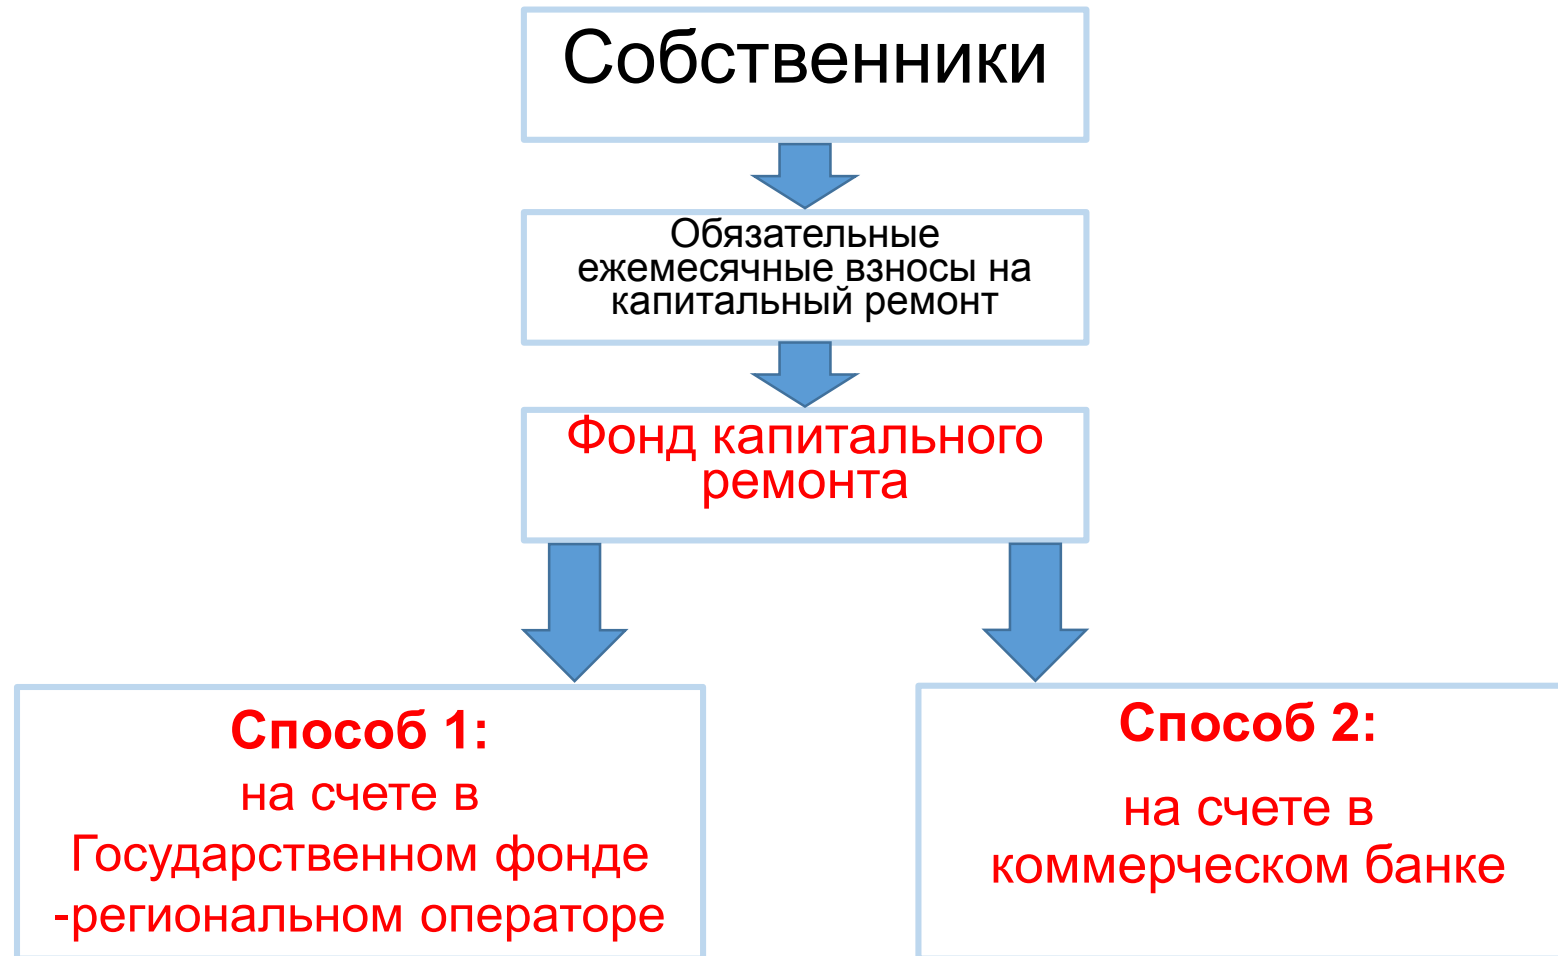 Собственники
Обязательные
ежемесячные взносы на
капитальный ремонт
Фонд капитального
ремонта
Способ 1:
на счете в
Государственном фонде
-региональном операторе
Способ 2:
на счете в
коммерческом банке